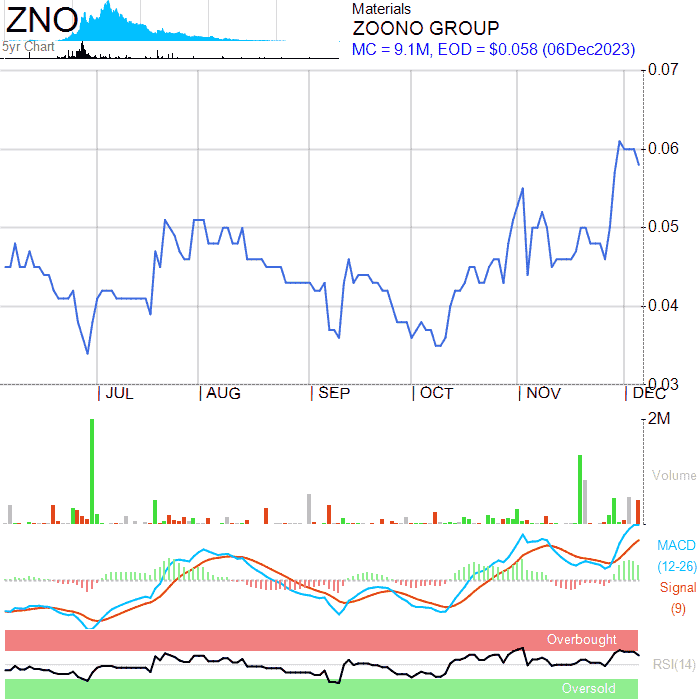 ZNO
5yr Chart
Materials
ZOONO GROUP
MC = 9.1M, EOD = $0.058 (06Dec2023)
0.07
0.06
0.05
0.04
0.03
JUL
AUG
SEP
OCT
NOV
DEC
2M
Volume
MACD
(12-26)
Signal
(9)
Overbought
RSI(14)
Oversold